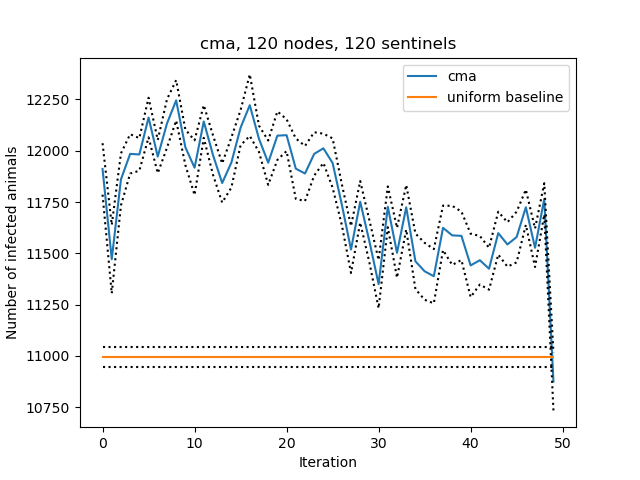 cma, 120 nodes, 120 sentinels
cma
uniform baseline
Number of infected animals
12250
12000
11750
11500
11250
11000
10750
0
10
20
30
40
50
Iteration